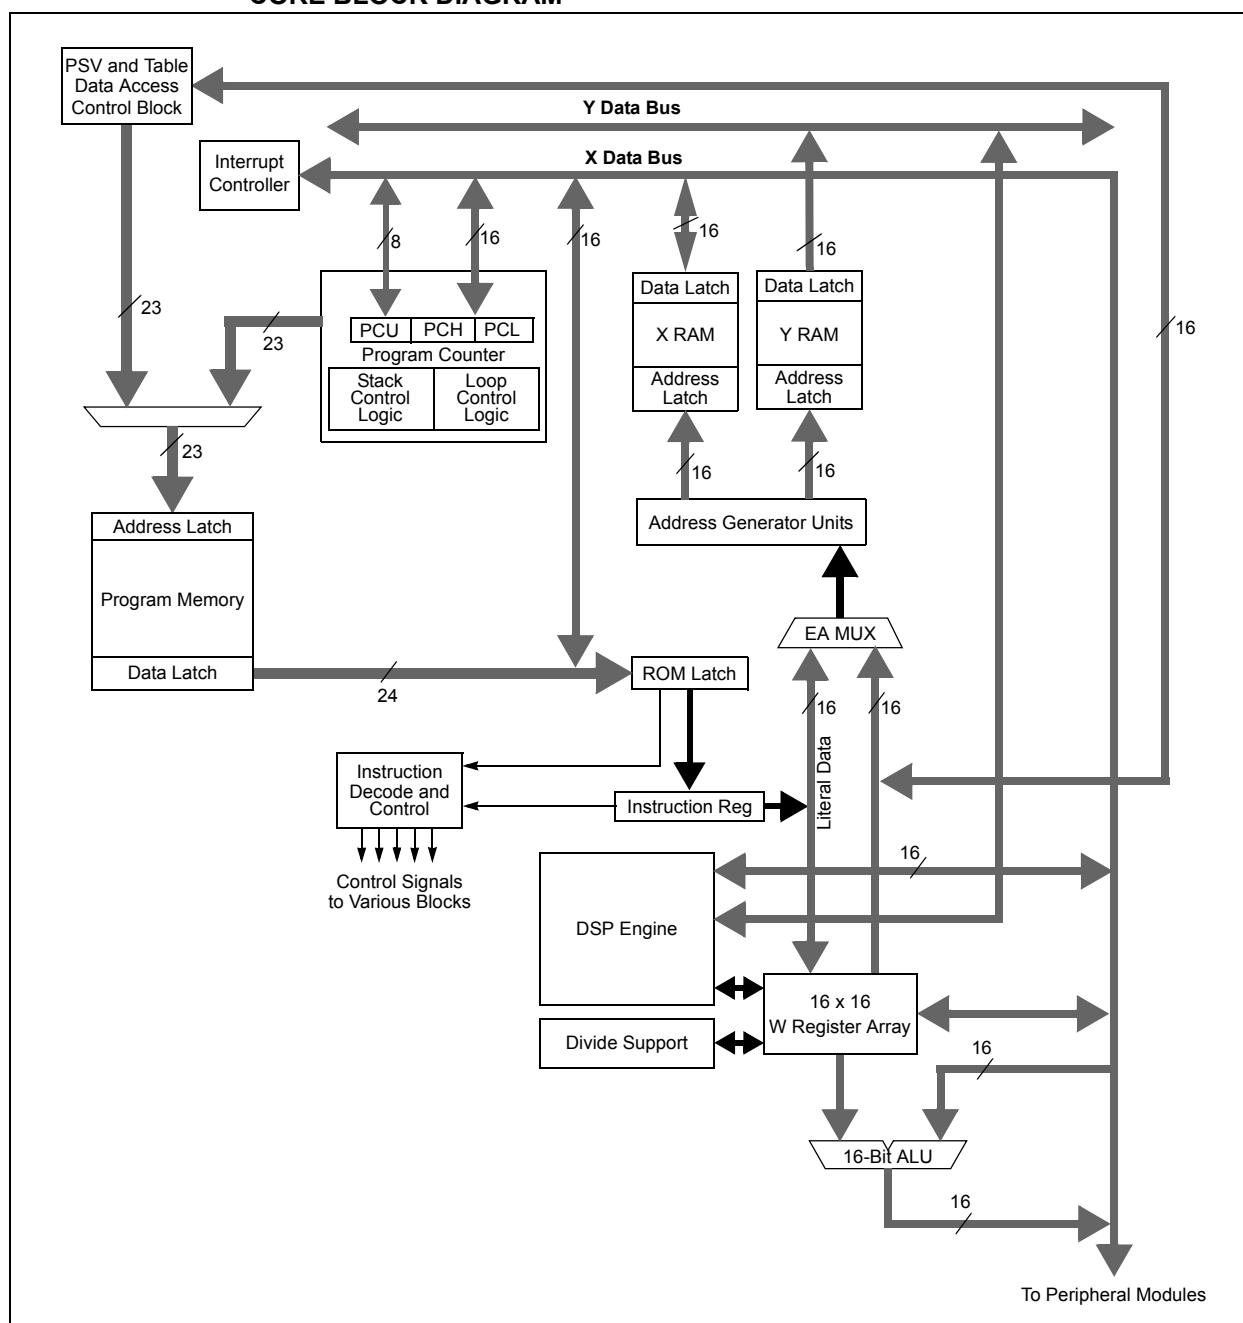 CORE BLOCK DIAGRAM
PSV and Table
Data Access
Control Block
Y Data Bus
X Data Bus
Interrupt
Controller
8
16
16
16
16
16
23
23
PCU PCH PCL
Program Counter
Stack
Control
Logic
Loop
Control
Logic
Data Latch
X RAM
Address
Latch
Data Latch
Y RAM
Address
Latch
23
16
16
Address Latch
Program Memory
Data Latch
Address Generator Units
EA MUX
24
ROM Latch
16
16
Literal Data
Instruction
Decode and
Control
Instruction Reg
Control Signals
to Various Blocks
16
DSP Engine
16 x 16
W Register Array
Divide Support
16
16-Bit ALU
16
To Peripheral Modules